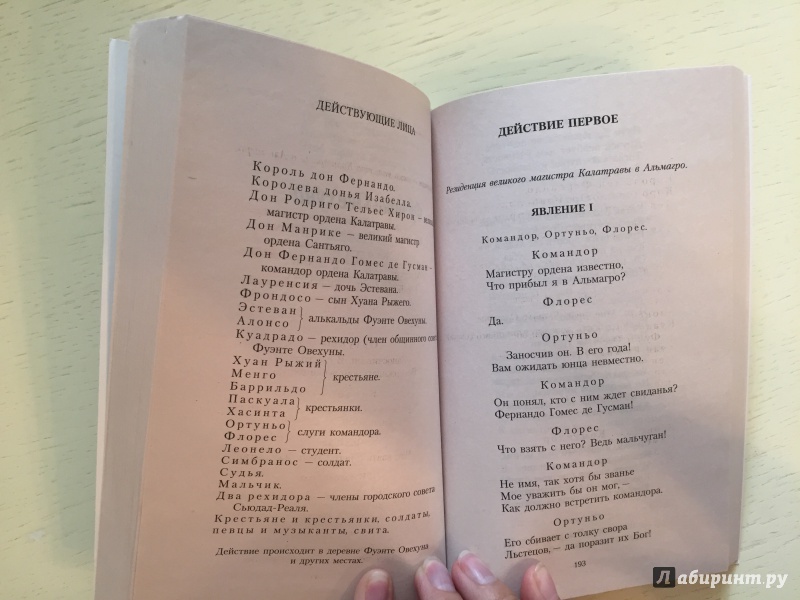 ДЕЙСТВУЮЩИЕ ЛИЦА
Король дон Фернандо.
Королева донья Изабелла.
Дон Родриго Тельес Хирон —
магистр ордена Калатравы.
Дон Манрике — великий магистр
ордена Сантьяго.
Дон Фернандо Гомес де Гусман —
командор ордена Калатравы.
Лауренсия — дочь Эстевана.
Фрондосо — сын Хуана Рыжего.
Эстеван
Алонсо } алькальды Фуэнте Овехуны.
Куадрадо — рехидор (член общинного
Фуэнте Овехуны.
Хуан Рыжий
Менго } крестьяне.
Баррильдо
Паскуала
Хасинта } крестьянки.
Ортуньо
Флорес } слуги командора.
Леонело — студент.
Симбранос — солдат.
Судья.
Мальчик.
Два рехидора — члены городского совета
Сьюдад-Реаля.
Крестьяне и крестьянки, солдаты,
певцы и музыканты, свита.
Действие происходит в деревне Фуэнте Овехуна
и других местах.
ДЕЙСТВИЕ ПЕРВОЕ
Резиденция великого магистра Калатравы в Альмагро.
ЯВЛЕНИЕ I
Командор, Ортуньо, Флорес.
Командор
Магистру ордена известно,
Что прибыл я в Альмагро?
Флорес
Да.
Ортуньо
Заносчив он. В его года!
Вам ожидать юнца невместно.
Командор
Он понял, кто с ним ждет свиданья?
Фернандо Гомес де Гусман!
Флорес
Что взять с него? Ведь мальчуган!
Командор
Не имя, так хотя бы званье
Мое уважить бы он мог, —
Как должно встретить командора.
Ортуньо
Его сбивает с толку свора
Льстецов, — да поразит их Бог!
193
Лабиринт.ру